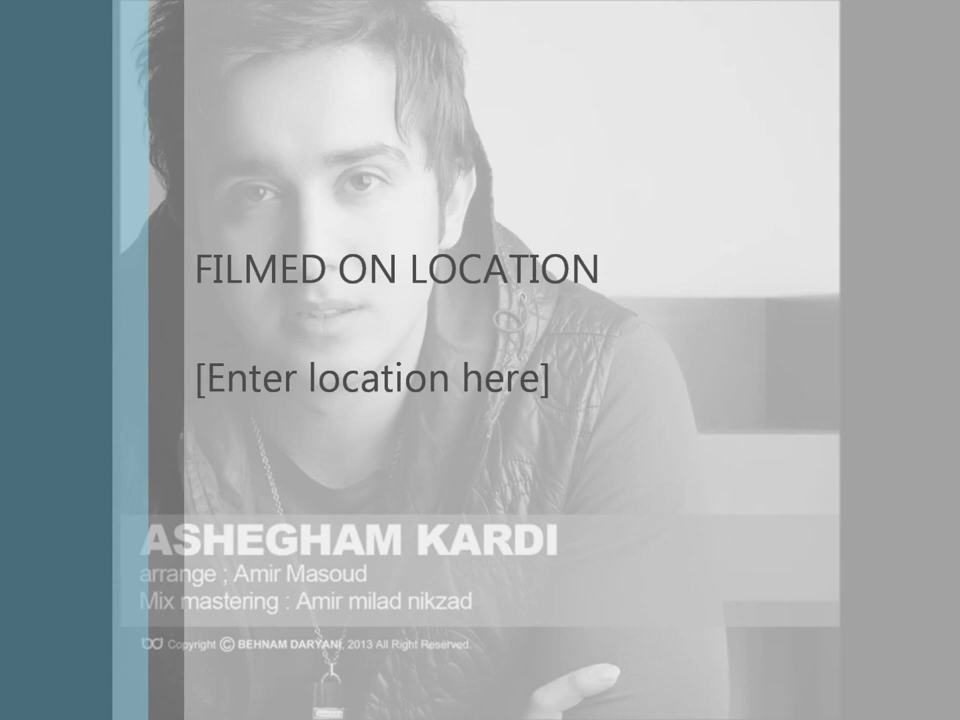 FILMED ON LOCATION
[Enter location here]
ASHEGHAM KARDI
arrange ; Amir Masoud
Mix mastering : Amir milad nikzad
Copyright © BEHNAM DARYANI, 2013 All Right Reserved.